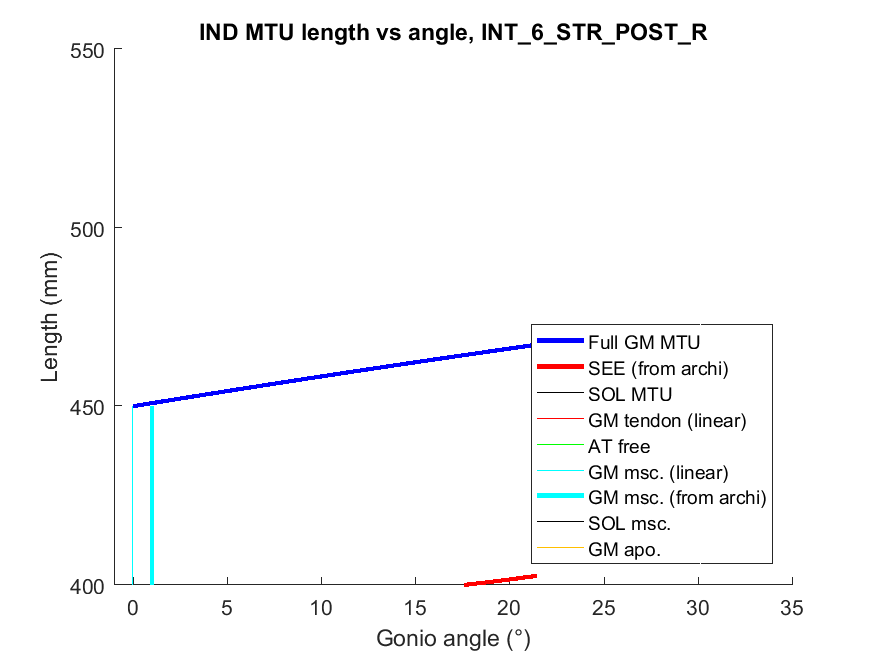 IND MTU length vs angle, INT_6_STR_POST_R
550
500
450
400
Length (mm)
0 5 10 15 20 25 30 35
Gonio angle (°)
Full GM MTU
SEE (from archi)
SOL MTU
GM tendon (linear)
AT free
GM msc. (linear)
GM msc. (from archi)
SOL msc.
GM apo.